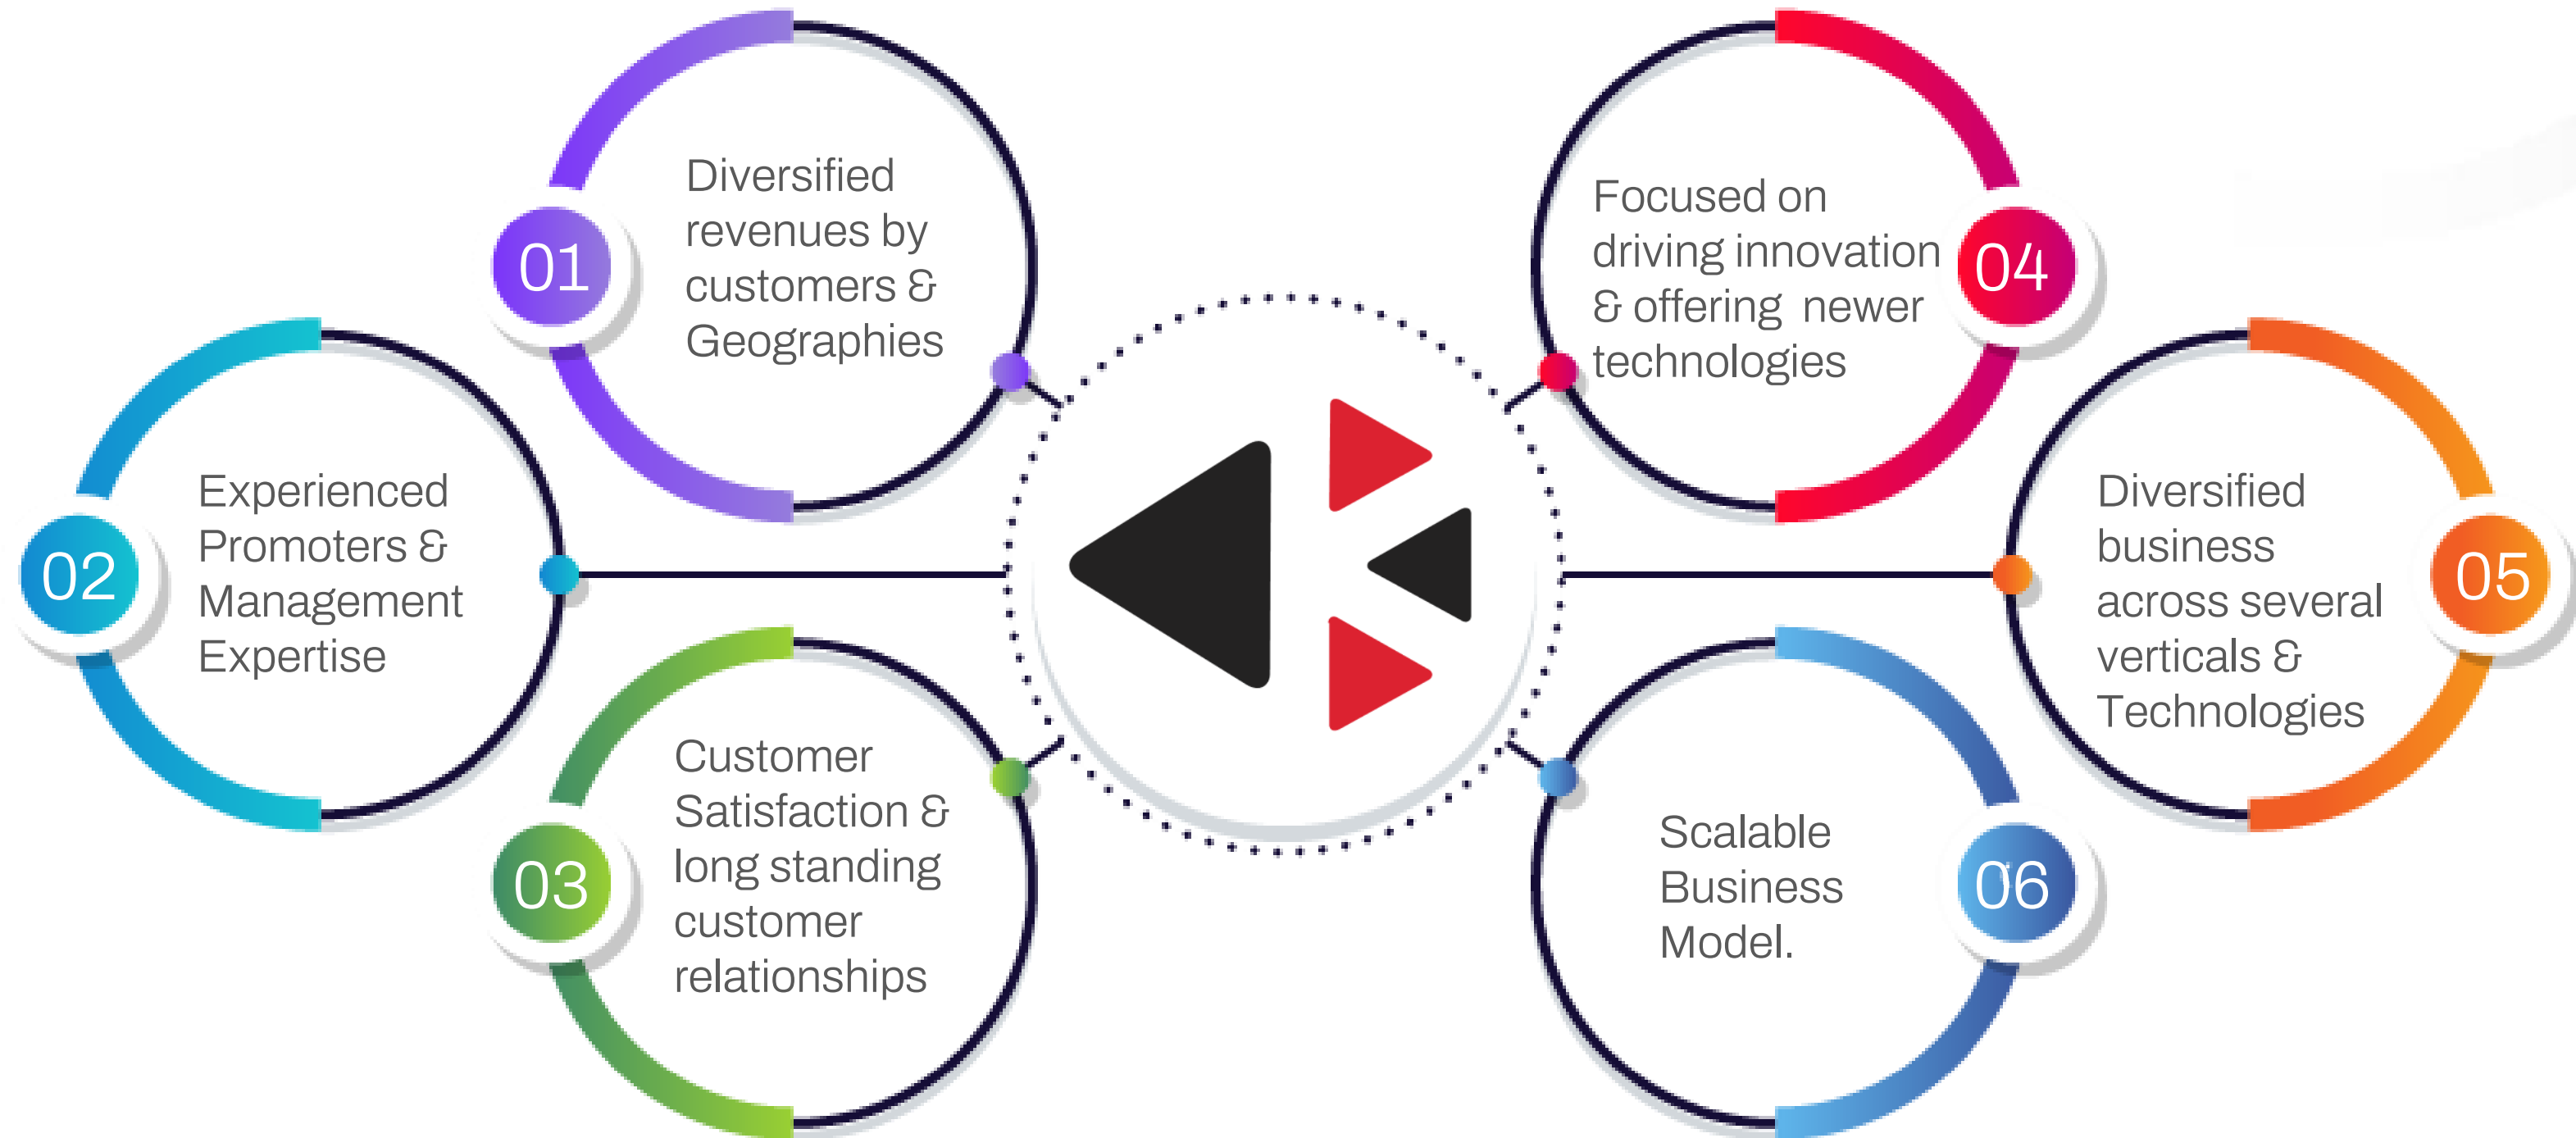 01
Diversified
revenues by
customers &
Geographies
02
Experienced
Promoters &
Management
Expertise
03
Customer
Satisfaction &
long standing
customer
relationships
04
Focused on
driving innovation
& offering  newer
technologies
05
Diversified
business
across several
verticals &
Technologies
06
Scalable
Business
Model.